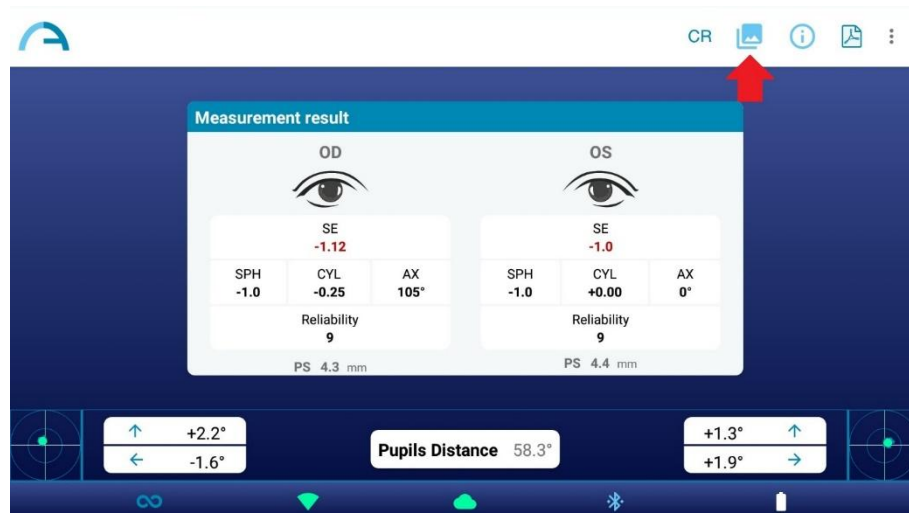 CR
Measurement result
OD OS
SE SE
-1.12 -1.0
SPH CYL AX SPH CYL AX
-1.0 -0.25 105° -1.0 +0.00 0°
Reliability Reliability
9 9
PS 4.3 mm PS 4.4 mm
+2.2° +1.3°
Pupils Distance 58.3°
-1.6° +1.9°